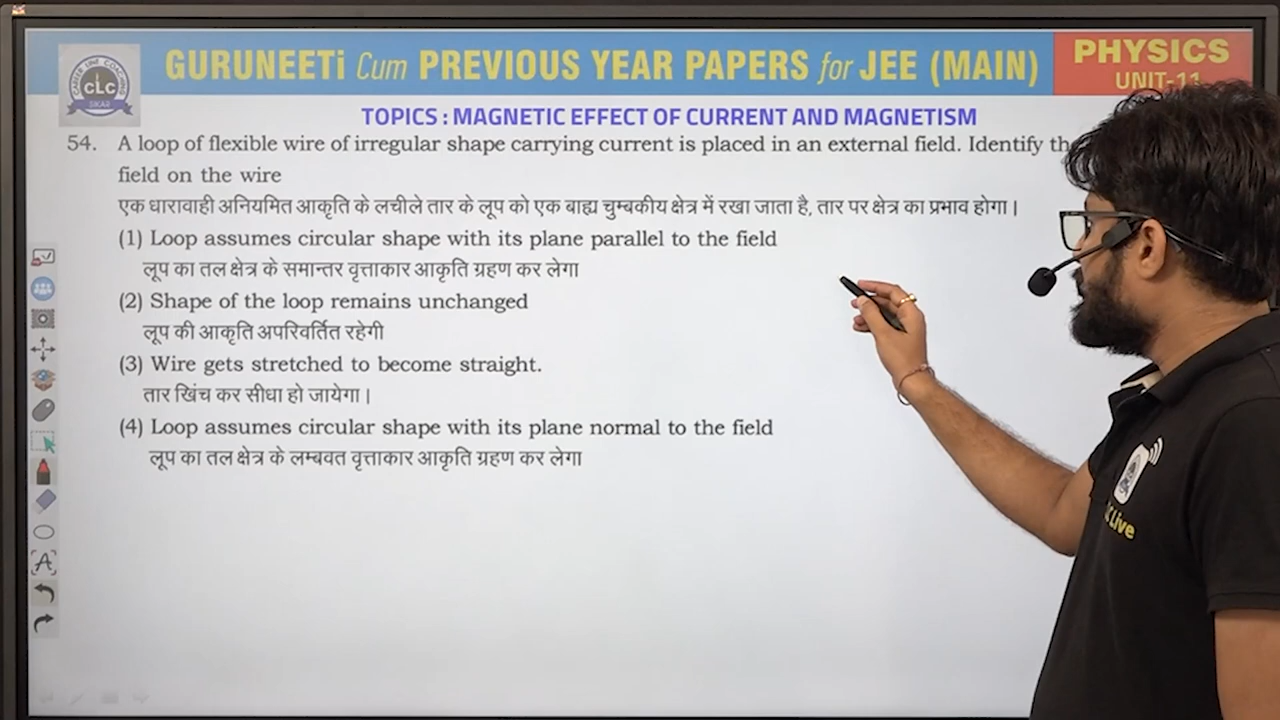 GURUNEETi Cum PREVIOUS YEAR PAPERS for JEE (MAIN)
PHYSICS
UNIT-11
CLC
SIKAR
TOPICS : MAGNETIC EFFECT OF CURRENT AND MAGNETISM
54. A loop of flexible wire of irregular shape carrying current is placed in an external field. Identify
field on the wire
एक धारावाही अनियमित आकृति के लचीले तार के लूप को एक बाह्य चुम्बकीय क्षेत्र में रखा जाता है, तार पर क्षेत्र का प्रभाव होगा |
(1) Loop assumes circular shape with its plane parallel to the field
लूप का तल क्षेत्र के समान्तर वृत्ताकार आकृति ग्रहण कर लेगा
(2) Shape of the loop remains unchanged
लूप की आकृति अपरिवर्तित रहेगी
(3) Wire gets stretched to become straight.
तार खिंच कर सीधा हो जायेगा |
(4) Loop assumes circular shape with its plane normal to the field
लूप का तल क्षेत्र के लम्बवत वृत्ताकार आकृति ग्रहण कर लेगा
A
Live